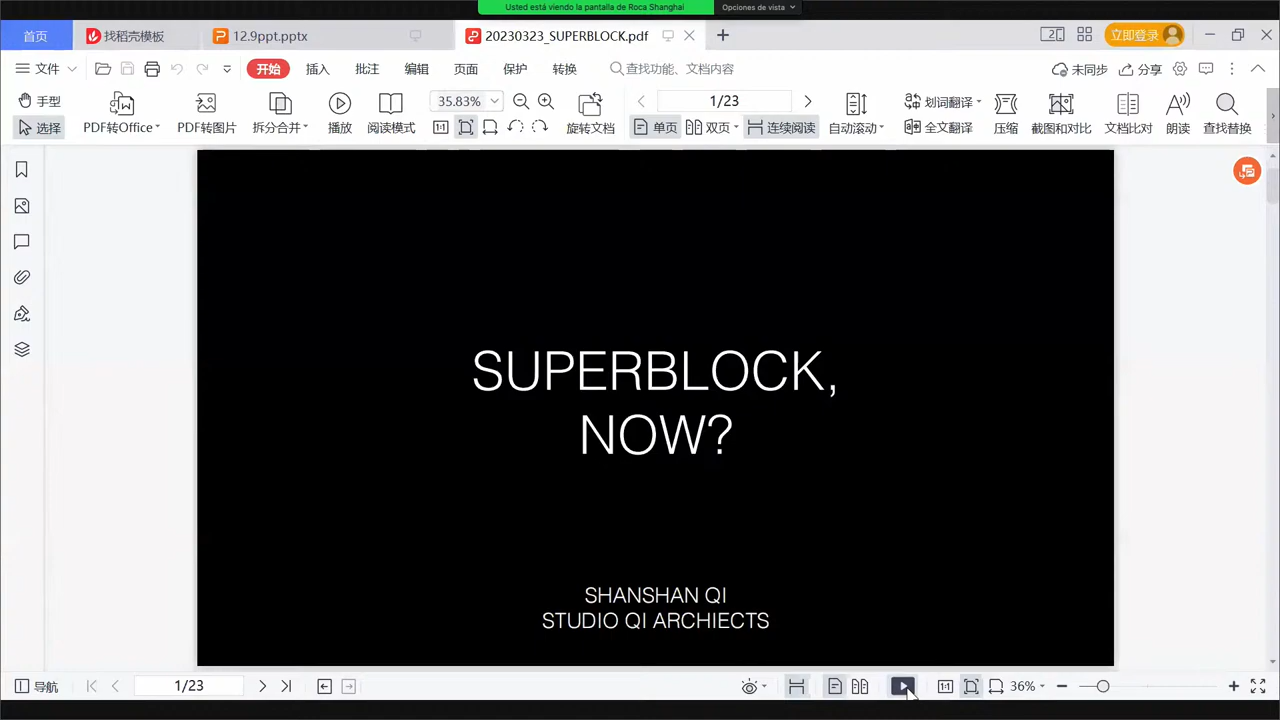 Usted está viendo la pantalla de Roca Shanghai
Opciones de vista
首页
找稻壳模板
12.9ppt.pptx
20230323_SUPERBLOCK.pdf
立即登录
文件
开始
插入
批注
编辑
页面
保护
转换
查找功能、文档内容
未同步
分享
手型
选择
PDF转Office
PDF转图片
拆分合并
播放
阅读模式
35.83%
旋转文档
1/23
单页
双页
连续阅读
自动滚动
划词翻译
全文翻译
压缩
截图和对比
文档比对
朗读
查找替换
SUPERBLOCK,
NOW?
SHANSHAN QI
STUDIO QI ARCHIECTS
导航
1/23
36%